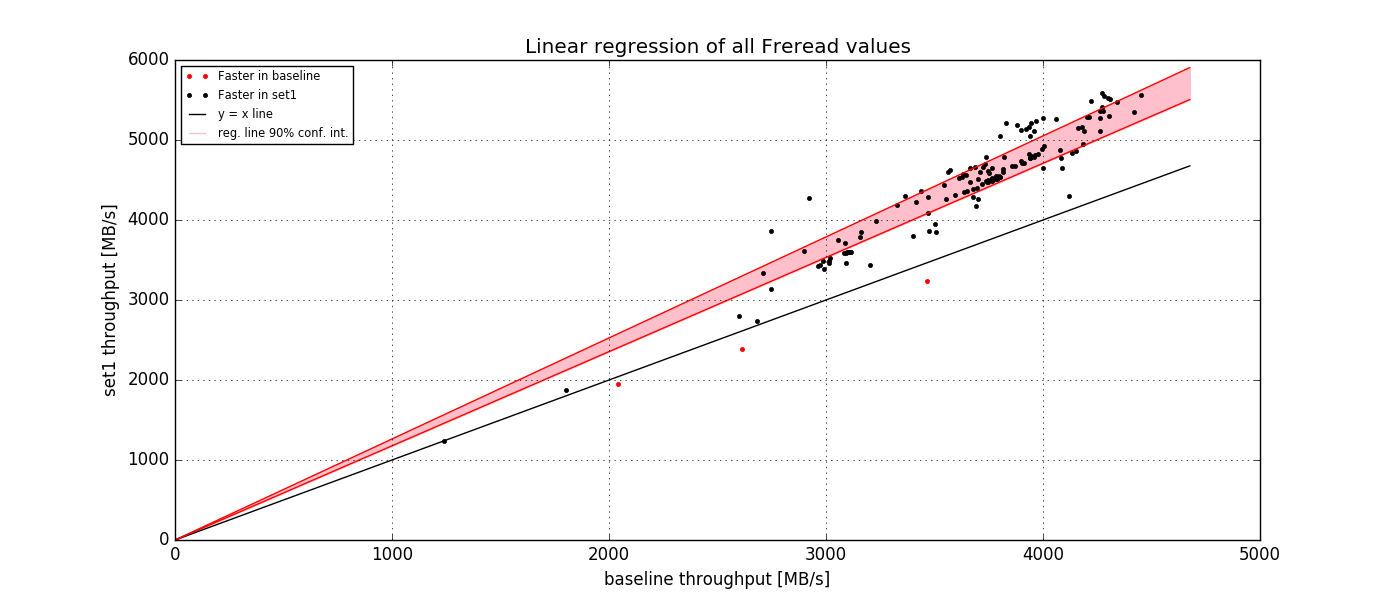 Linear regression of all Freread values
6000
5000
4000
3000
2000
1000
0
set1 throughput [MB/s]
Faster in baseline
Faster in set1
y = x line
reg. line 90% conf. int.
0
1000
2000
3000
4000
5000
baseline throughput [MB/s]